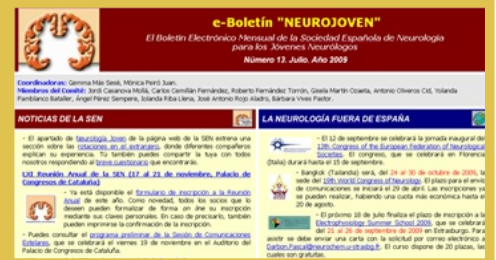 e-Boletín "NEUROJOVEN"
El Boletín Electrónico Mensual de la Sociedad Española de Neurología
para los Jóvenes Neurólogos
Número 13. Julio. Año 2009
Coordinadoras: Gemma Mas Sesé, Mónica Peiró Juan.
Miembros del Comité: Jordi Casanova Mollà, Carlos Cemillán Fernández, Roberto Fernández Torrón, Gisela Martín Ozaeta, Antonio Oliveros Cid, Yolanda
Pamblanco Bataller, Ángel Pérez Sempere, Iolanda Riba Llena, José Antonio Rojo Aladro, Bárbara Vives Pastor.
NOTICIAS DE LA SEN
- El apartado de Neurología Joven de la página web de la SEN estrena una
sección sobre las rotaciones en el extranjero, donde diferentes compañeros
explican su experiencia. Tu también puedes compartir la tuya con todos
nosotros respondiendo al breve cuestionario que encontrarás.
LXI Reunión Anual de la SEN (17 al 21 de noviembre, Palacio de
Congresos de Cataluña)
- Ya está disponible el formulario de inscripción a la Reunión
Anual de este año. Como novedad, todos los socios que lo
deseen pueden formalizar de forma on line su inscripción
mediante sus claves personales. En caso de precisarlo, también
pueden imprimirse la confirmación de la inscripción.
- Puedes consultar el programa preliminar de la Sesión de Comunicaciones
Estelares, que se celebrará el viernes 19 de noviembre en el Auditorio del
Palacio de Congresos de Cataluña.
LA NEUROLOGÍA FUERA DE ESPAÑA
- El 12 de septiembre se celebrará la jornada inaugural del
13th Congress of the European Federation of Neurological
Societies. El congreso, que se celebrará en Florencia
(Italia) durará hasta el 15 de septiembre.
- Bangkok (Tailandia) será, del 24 al 30 de octubre de 2009, la
sede del 19th World Congress of Neurology. El plazo para el envío
de comunicaciones se iniciará el 29 de abril. Las inscripciones ya
se pueden realizar, habiendo una cuota más económica hasta el
20 de agosto.
- El próximo 18 de julio finaliza el plazo de inscripción a la
Electrophysiology Summer School 2009, que se celebrará
del 21 al 26 de septiembre de 2009 en Estrasburgo. Para
asistir se debe enviar una carta con la solicitud por correo electrónico a
El curso dispone de 20 plazas, las
cuales son gratuitas.